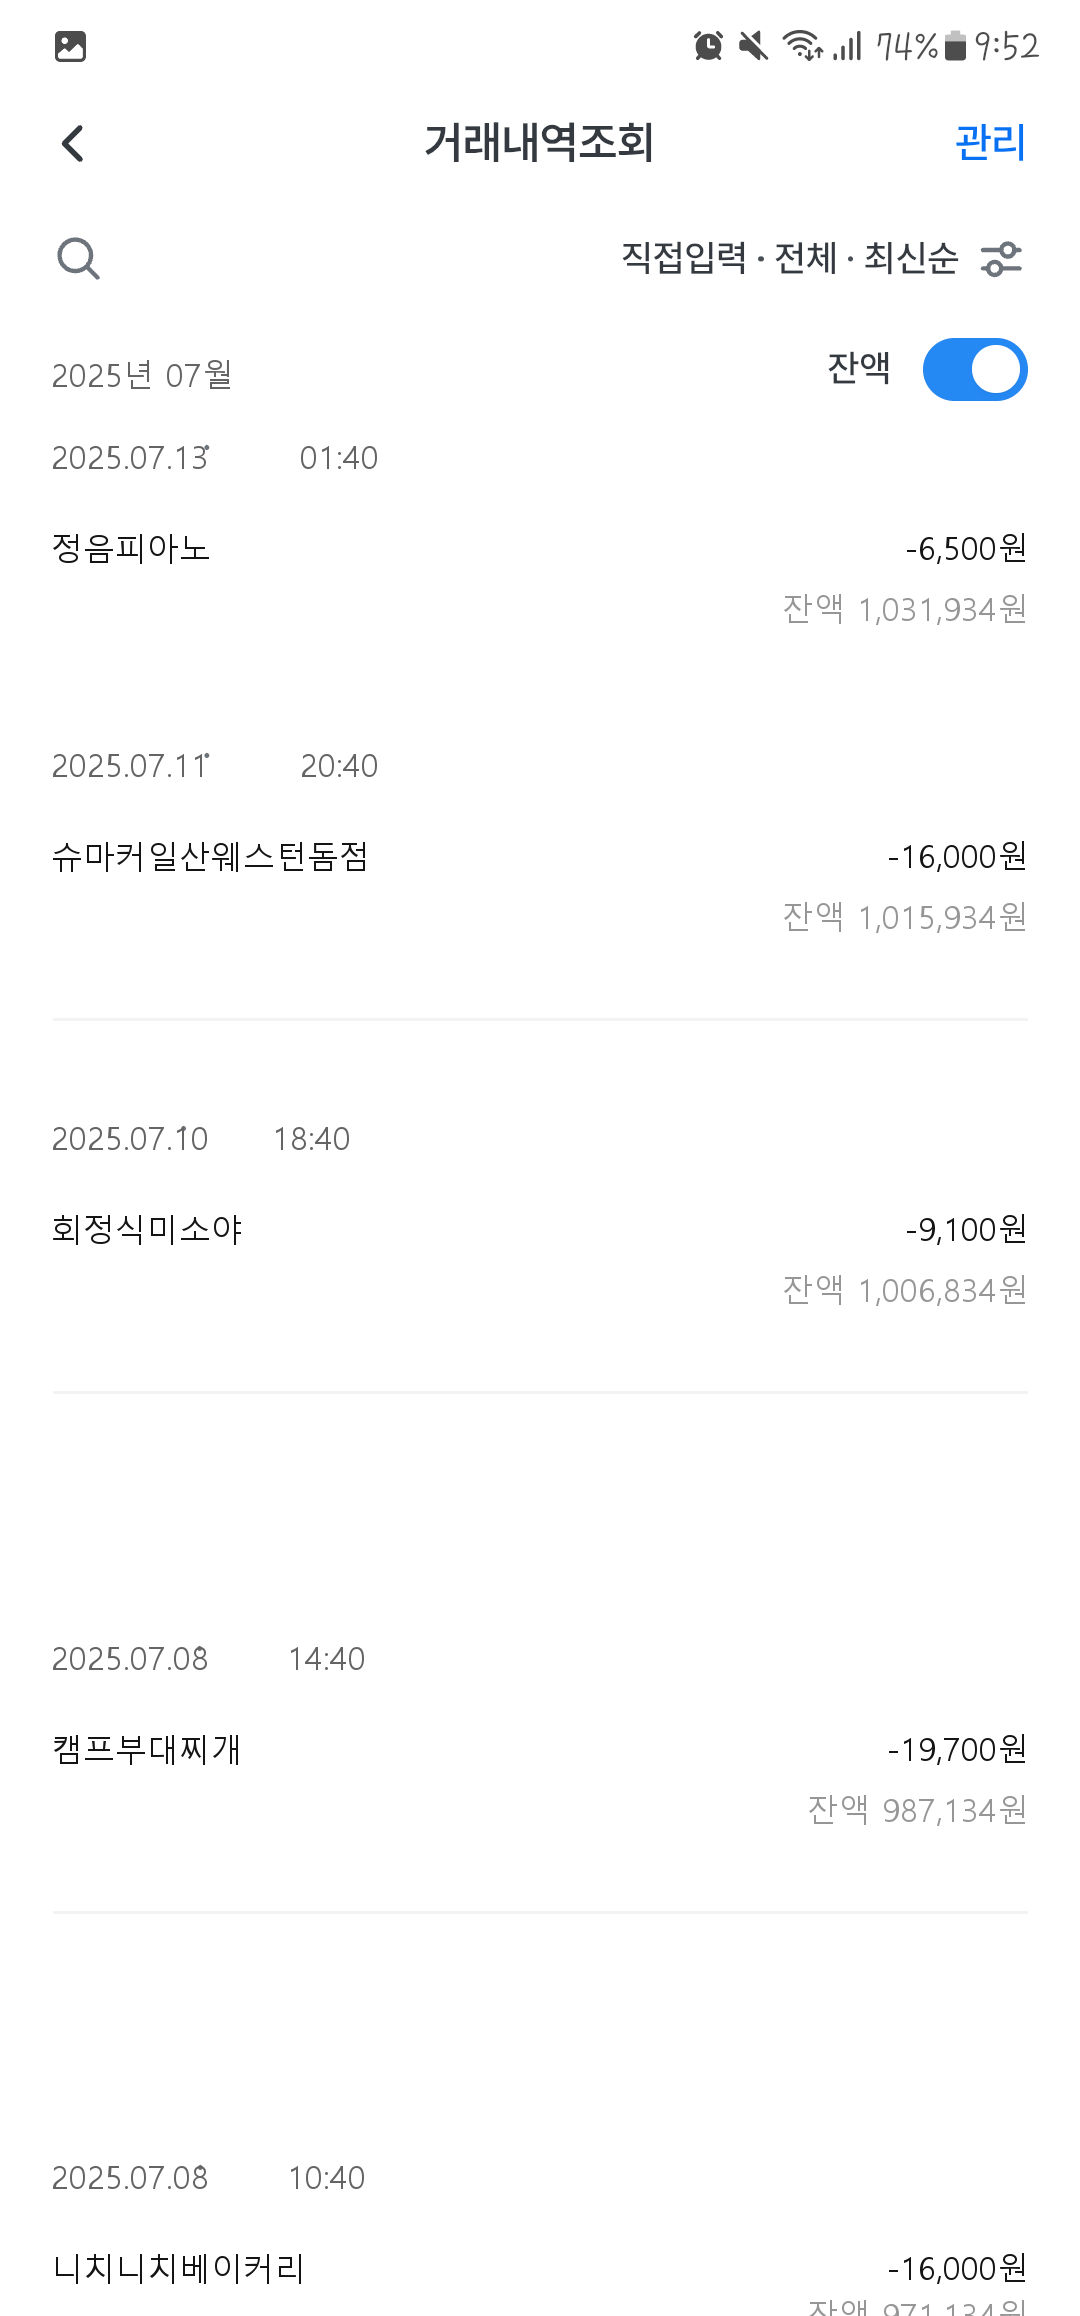 74% 9:52
거래내역조회 관리
직접입력 · 전체 · 최신순
2025년 07월 잔액
2025.07.13 01:40
정음피아노 -6,500원
잔액 1,031,934원
2025.07.11 20:40
슈마커일산웨스턴돔점 -16,000원
잔액 1,015,934원
2025.07.10 18:40
회정식미소야 -9,100원
잔액 1,006,834원
2025.07.08 14:40
캠프부대찌개 -19,700원
잔액 987,134원
2025.07.08 10:40
니치니치베이커리 -16,000원
잔액 971,134원